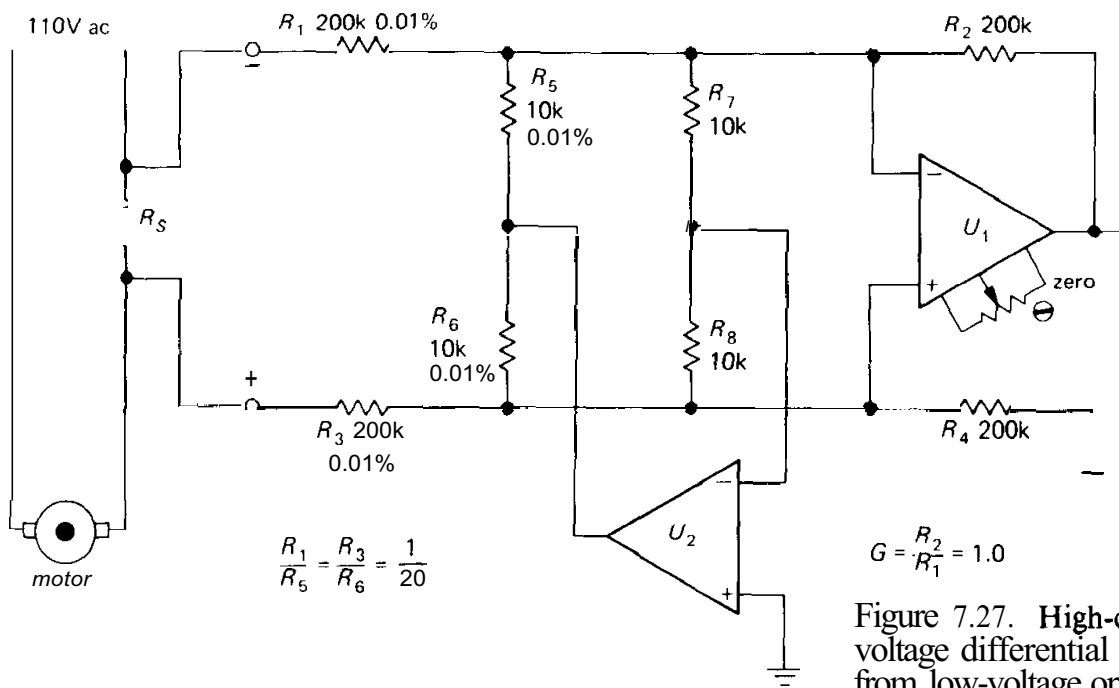 110V ac
R1 200k 0.01%
R2 200k
−
R5
10k
0.01%
R7
10k
RS
−
U1
+
zero
R6
10k
0.01%
R8
10k
+
R3 200k
0.01%
R4 200k
−
U2
+
motor
R1/R5 = R3/R6 = 1/20
G = R2/R1 = 1.0
Figure 7.27. High-
voltage differential
from low-voltage or